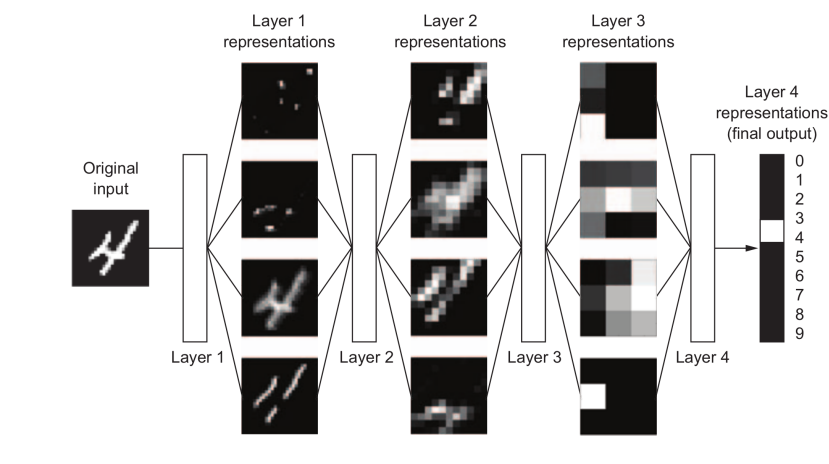 Layer 1
representations
Layer 2
representations
Layer 3
representations
Layer 4
representations
(final output)
Original
input
0
1
2
3
4
5
6
7
8
9
Layer 1
Layer 2
Layer 3
Layer 4